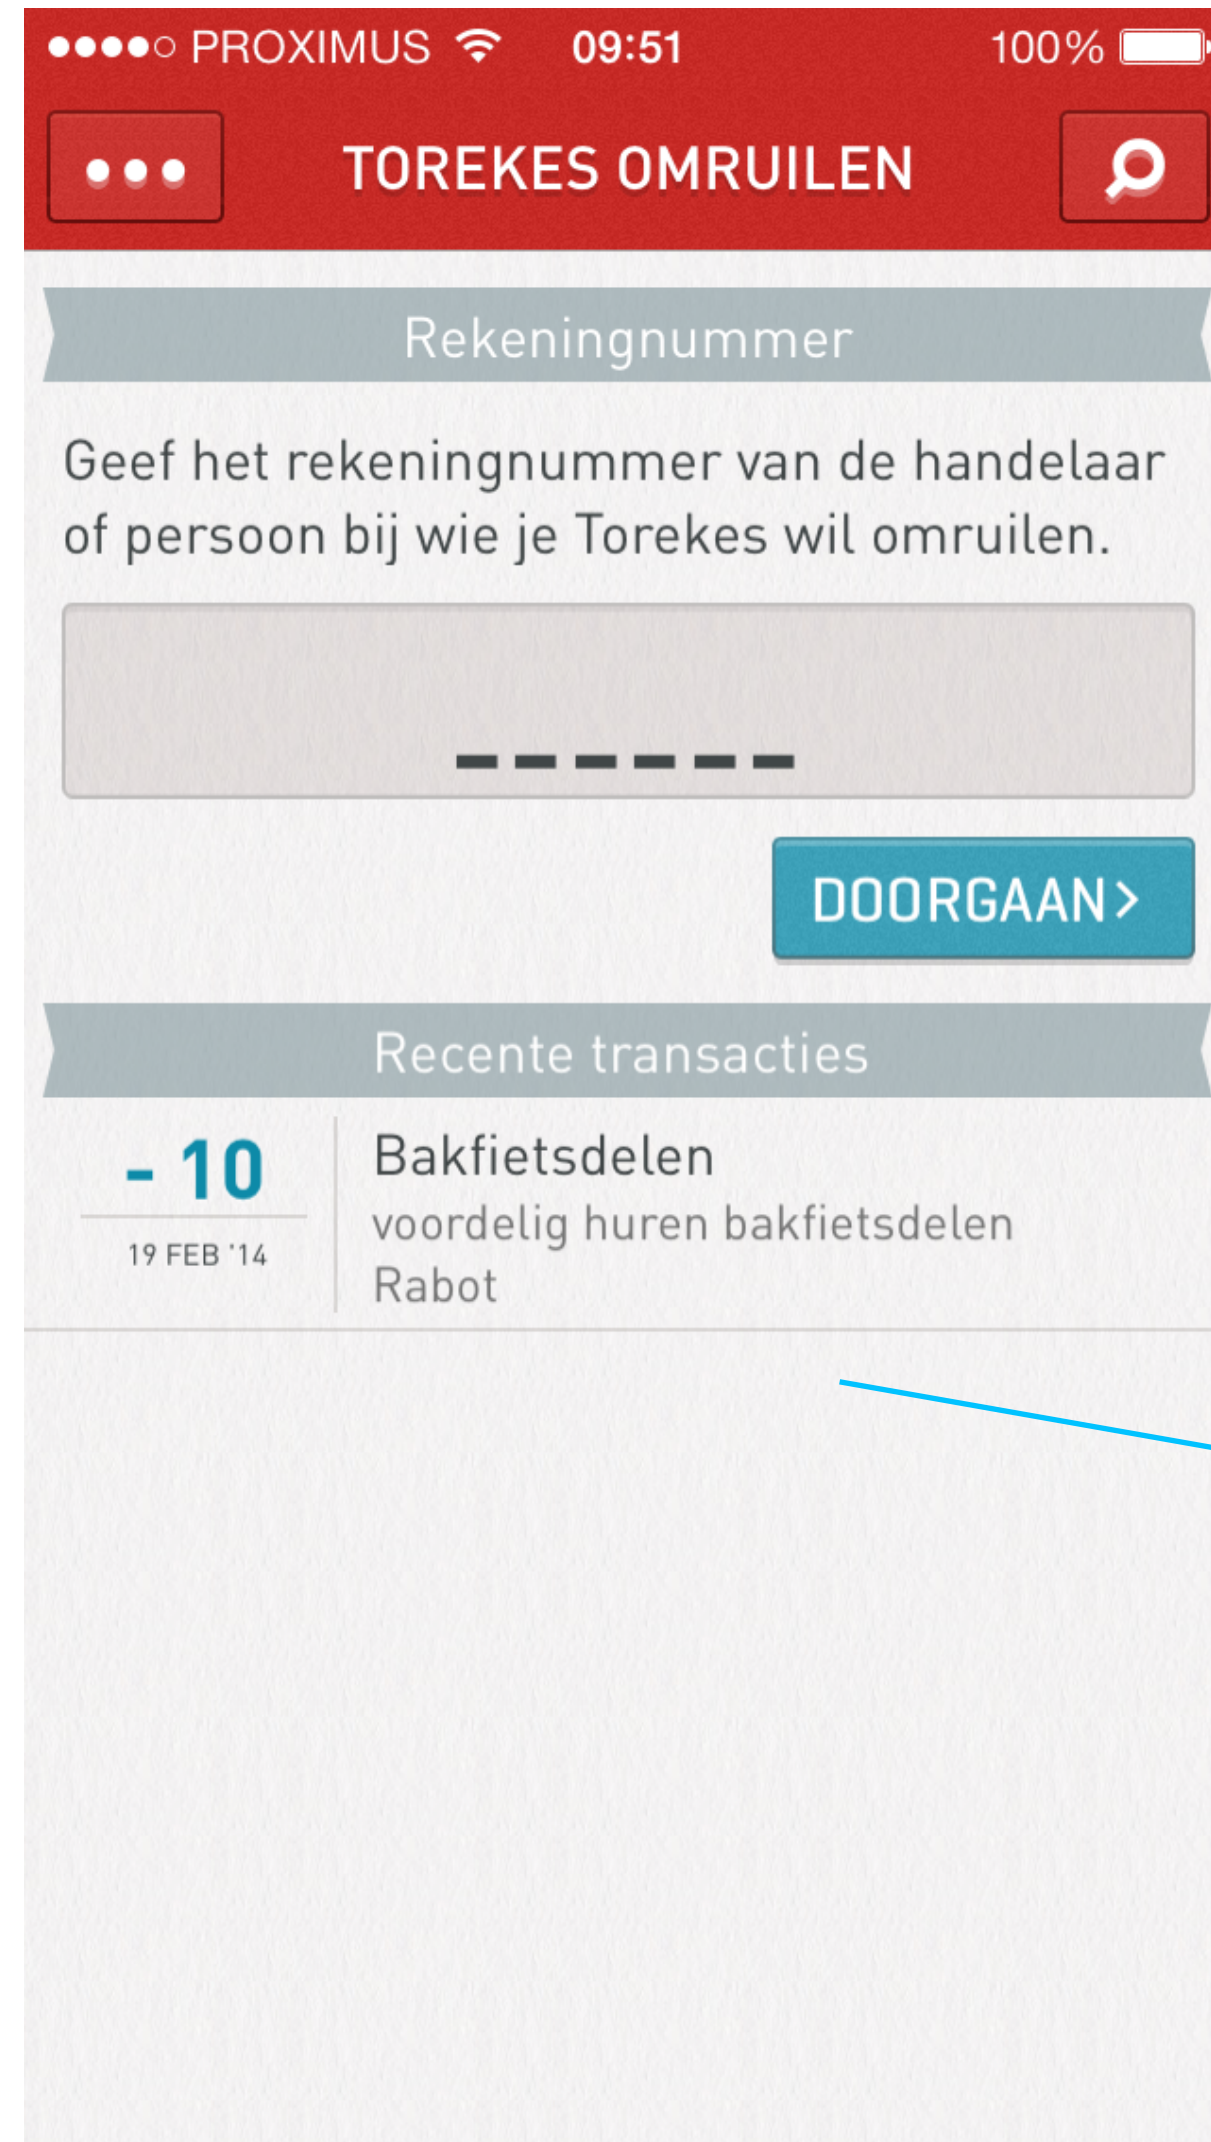 PROXIMUS 09:51 100%
TOREKES OMRUILEN
Rekeningnummer
Geef het rekeningnummer van de handelaar
of persoon bij wie je Torekes wil omruilen.
DOORGAAN>
Recente transacties
- 10
19 FEB '14
Bakfietsdelen
voordelig huren bakfietsdelen
Rabot